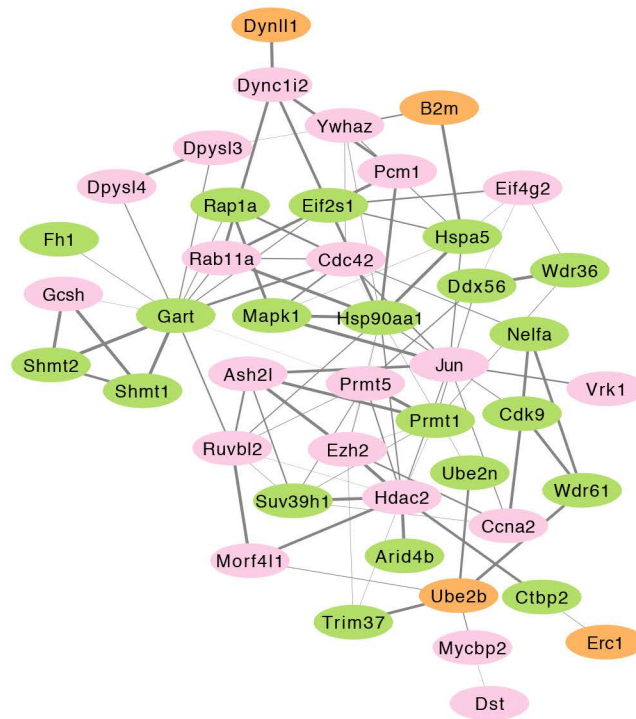 Dynll1
Dync1i2
B2m
Ywhaz
Dpysl3
Pcm1
Dpysl4
Eif4g2
Rap1a
Eif2s1
Fh1
Hspa5
Rab11a
Cdc42
Wdr36
Ddx56
Gcsh
Gart
Mapk1
Hsp90aa1
Nelfa
Shmt2
Jun
Ash2l
Prmt5
Shmt1
Vrk1
Cdk9
Prmt1
Ruvbl2
Ezh2
Ube2n
Wdr61
Suv39h1
Hdac2
Ccna2
Arid4b
Morf4l1
Ube2b
Ctbp2
Trim37
Erc1
Mycbp2
Dst